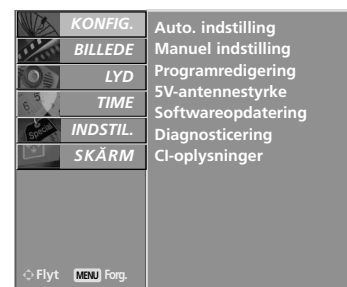 KONFIG.
BILLEDE
LYD
TIME
INDSTIL.
SKÄRM
Auto. indstilling
Manuel indstilling
Programredigering
5V-antennestyrke
Softwareopdatering
Diagnosticering
CI-oplysninger
Flyt MENU Forg.